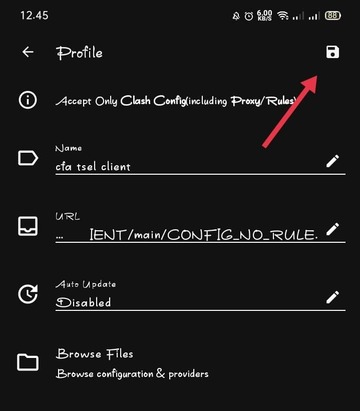 12.45 6.00 KB/S 88
Profile
Accept Only Clash Config(including Proxy/Rules)
Name
cfa tsel client
URL
... IENT/main/CONFIG_NO_RULE.
Auto Update
Disabled
Browse Files
Browse configuration & providers